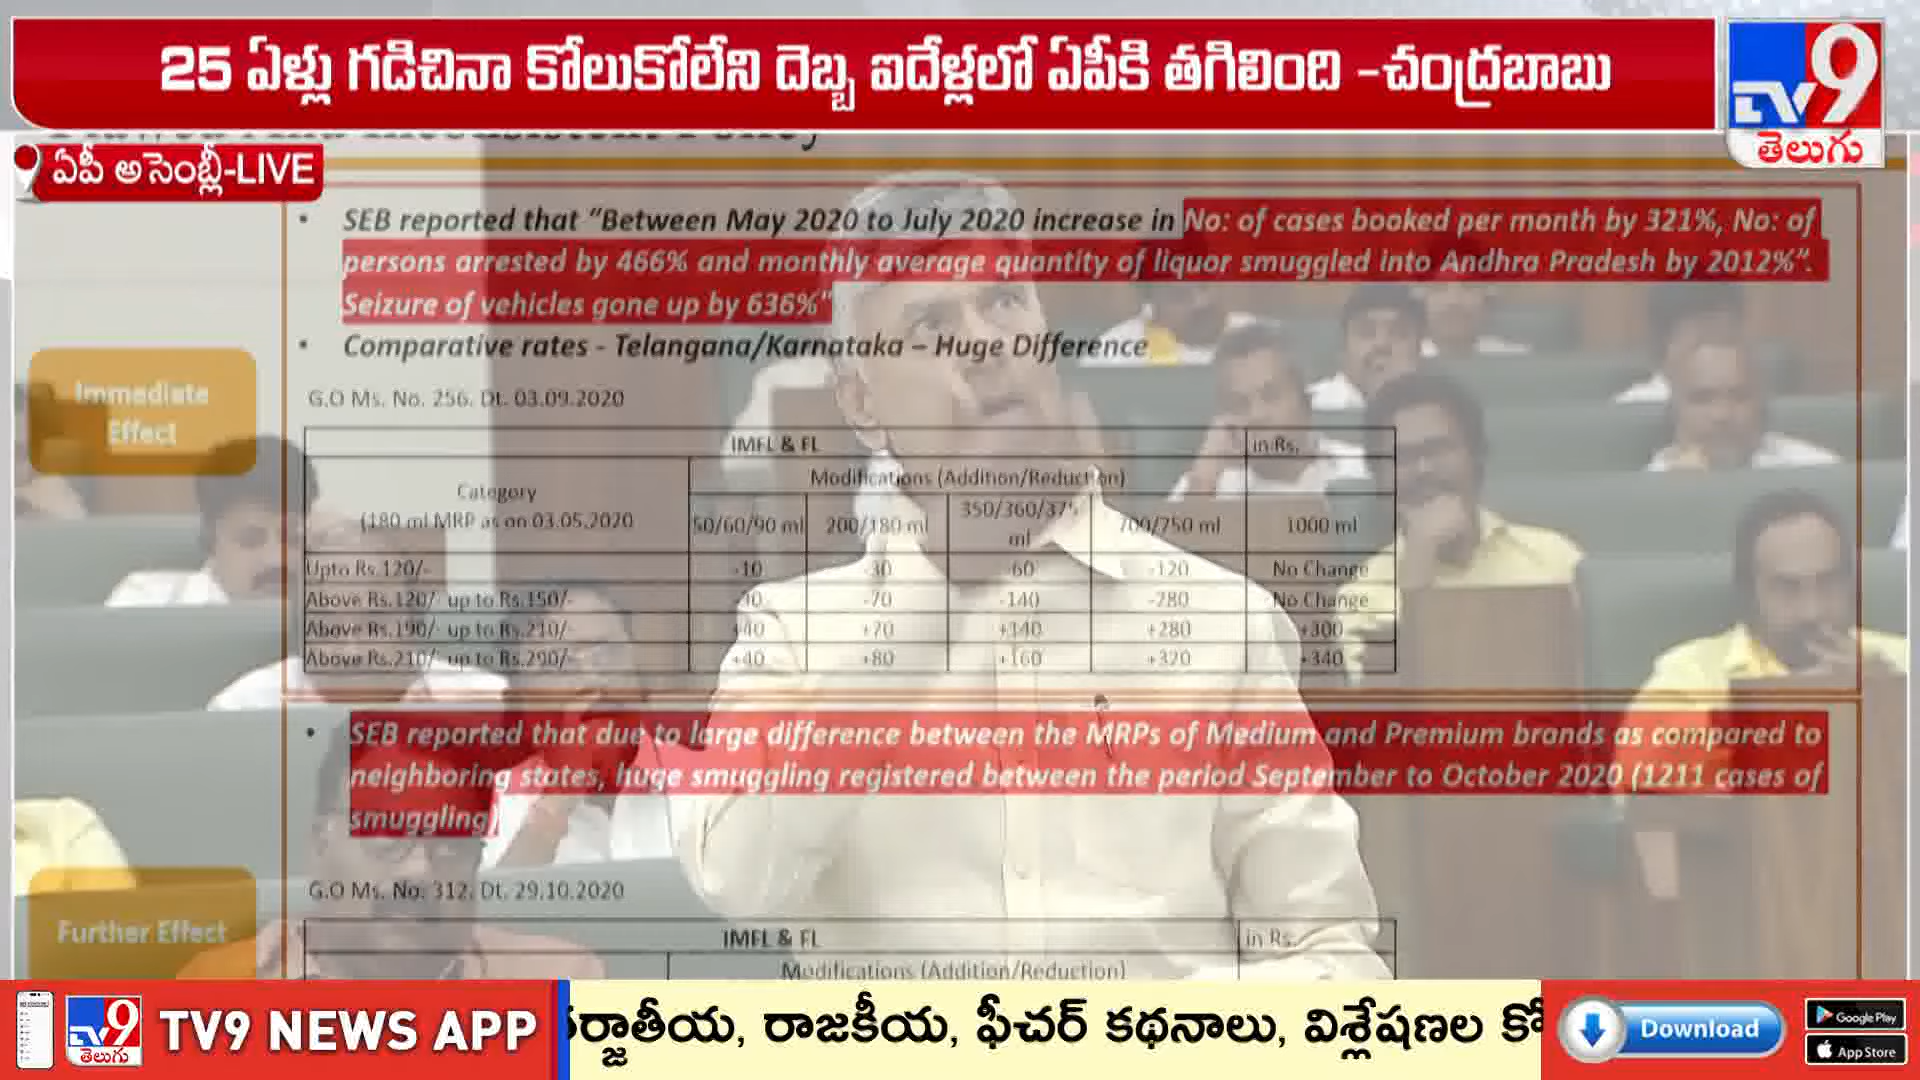 25 ఏళ్లు గడిచినా కోలుకోలేని దెబ్బ ఐదేళ్లలో ఏపీకి తగిలింది -చంద్రబాబు
TV9
తెలుగు
ఏపీ అసెంబ్లీ-LIVE
• SEB reported that "Between May 2020 to July 2020 increase in No: of cases booked per month by 321%, No: of
persons arrested by 466% and monthly average quantity of liquor smuggled into Andhra Pradesh by 2012%".
Seizure of vehicles gone up by 636%"
• Comparative rates - Telangana/Karnataka – Huge Difference
Immediate
Effect
G.O Ms. No. 256. Dt. 03.09.2020
IMFL & FL in Rs.
Category Modifications (Addition/Reduction)
(180 ml MRP as on 03.05.2020 50/60/90 ml 200/180 ml 350/360/375 ml 700/750 ml 1000 ml
Upto Rs.120/- -10 -30 -60 -120 No Change
Above Rs.120/- up to Rs.150/- -70 -140 -280 No Change
Above Rs.190/- up to Rs.210/- +40 +70 +140 +280 +300
Above Rs.210/- up to Rs.290/- +40 +80 +160 +320 +340
• SEB reported that due to large difference between the MRPs of Medium and Premium brands as compared to
neighboring states, huge smuggling registered between the period September to October 2020 (1211 cases of
smuggling)
Further Effect
G.O Ms. No. 312. Dt. 29.10.2020
IMFL & FL in Rs.
Modifications (Addition/Reduction)
TV9
తెలుగు
TV9 NEWS APP
ర్జాతీయ, రాజకీయ, ఫీచర్ కథనాలు, విశ్లేషణల కో
Download
Google Play
App Store